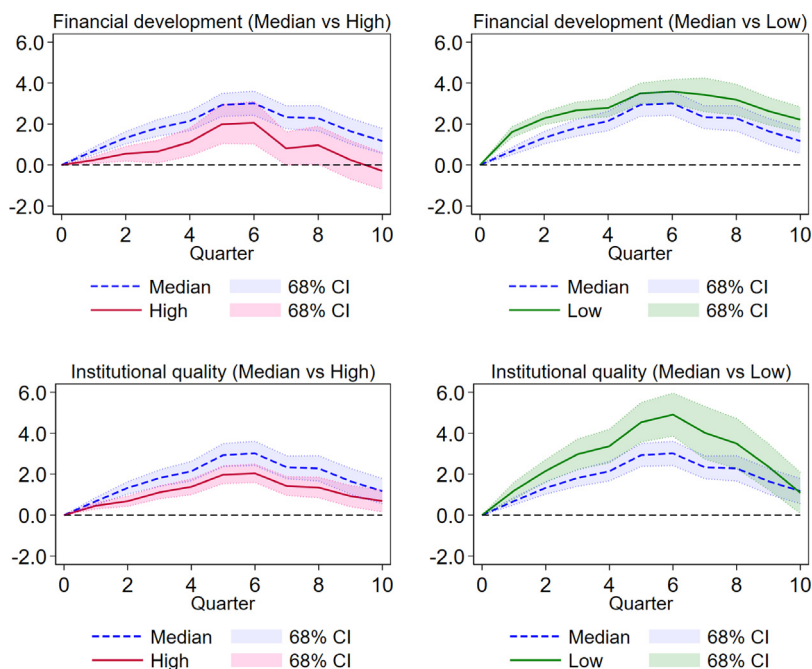 Financial development (Median vs High)
6.0
4.0
2.0
0.0
-2.0
0 2 4 6 8 10
Quarter
Median 68% CI
High 68% CI
Financial development (Median vs Low)
6.0
4.0
2.0
0.0
-2.0
0 2 4 6 8 10
Quarter
Median 68% CI
Low 68% CI
Institutional quality (Median vs High)
6.0
4.0
2.0
0.0
-2.0
0 2 4 6 8 10
Quarter
Median 68% CI
High 68% CI
Institutional quality (Median vs Low)
6.0
4.0
2.0
0.0
-2.0
0 2 4 6 8 10
Quarter
Median 68% CI
Low 68% CI